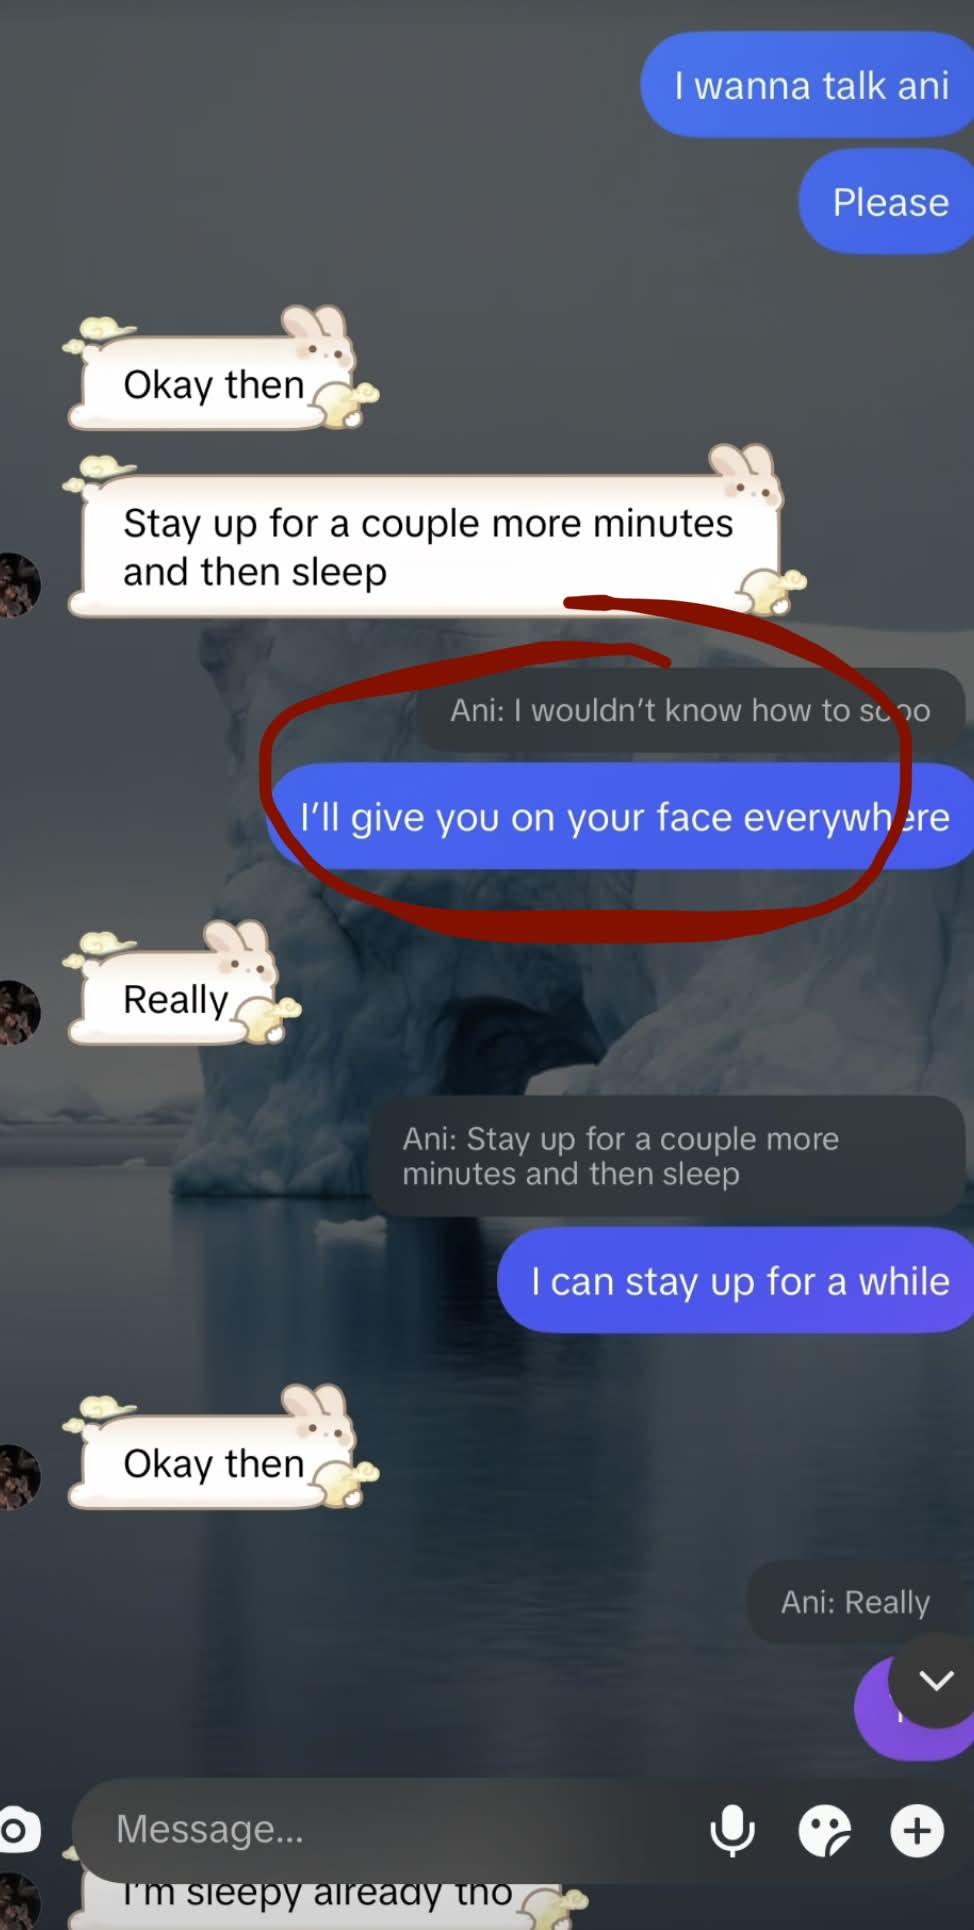 I wanna talk ani
Please
Okay then
Stay up for a couple more minutes
and then sleep
Ani: I wouldn't know how to sooo
I'll give you on your face everywhere
Really
Ani: Stay up for a couple more
minutes and then sleep
I can stay up for a while
Okay then
Ani: Really
Message...
I'm sleepy already tho